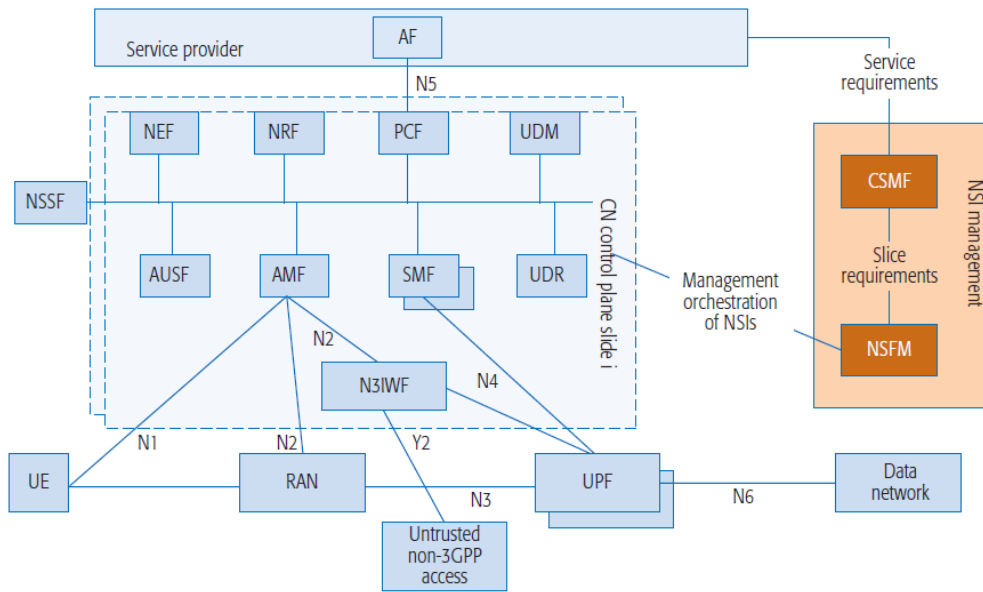 AF
Service provider
N5
Service
requirements
NEF
NRF
PCF
UDM
NSSF
CSMF
AUSF
AMF
SMF
UDR
CN control plane slide i
NSI management
Slice
requirements
Management
orchestration
of NSIs
NSFM
N2
N3IWF
N4
N1
N2
Y2
UE
RAN
N3
UPF
N6
Data
network
Untrusted
non-3GPP
access